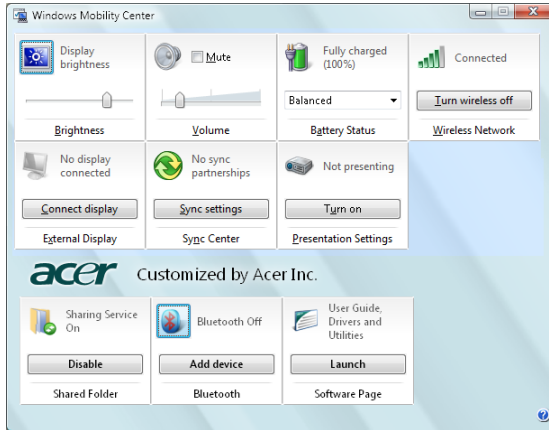 Windows Mobility Center
Display
brightness
Brightness
Mute
Volume
Fully charged
(100%)
Balanced
Battery Status
Connected
Turn wireless off
Wireless Network
No display
connected
Connect display
External Display
No sync
partnerships
Sync settings
Sync Center
Not presenting
Turn on
Presentation Settings
acer Customized by Acer Inc.
Sharing Service
On
Disable
Shared Folder
Bluetooth Off
Add device
Bluetooth
User Guide,
Drivers and
Utilities
Launch
Software Page